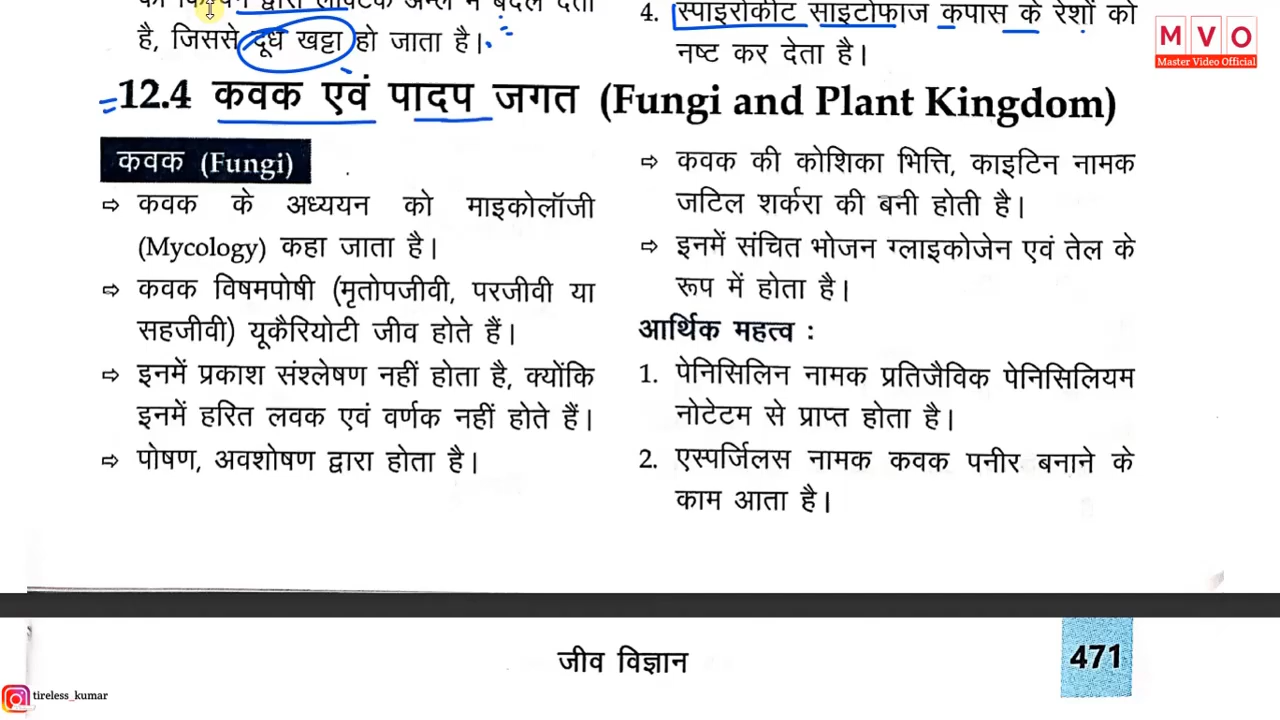 द्वारा लैक्टिक अम्ल में बदल देता
है, जिससे दूध खट्टा हो जाता है।
4. स्पाइरोकीट साइटोफाज कपास के रेशों को
नष्ट कर देता है।
M V O
Master Video Official
12.4 कवक एवं पादप जगत (Fungi and Plant Kingdom)
कवक (Fungi)
⇨ कवक के अध्ययन को माइकोलॉजी
(Mycology) कहा जाता है।
⇨ कवक विषमपोषी (मृतोपजीवी, परजीवी या
सहजीवी) यूकैरियोटी जीव होते हैं।
⇨ इनमें प्रकाश संश्लेषण नहीं होता है, क्योंकि
इनमें हरित लवक एवं वर्णक नहीं होते हैं।
⇨ पोषण, अवशोषण द्वारा होता है।
⇨ कवक की कोशिका भित्ति, काइटिन नामक
जटिल शर्करा की बनी होती है।
⇨ इनमें संचित भोजन ग्लाइकोजेन एवं तेल के
रूप में होता है।
आर्थिक महत्व :
1. पेनिसिलिन नामक प्रतिजैविक पेनिसिलियम
नोटेटम से प्राप्त होता है।
2. एस्पर्जिलस नामक कवक पनीर बनाने के
काम आता है।
जीव विज्ञान
471
tireless_kumar